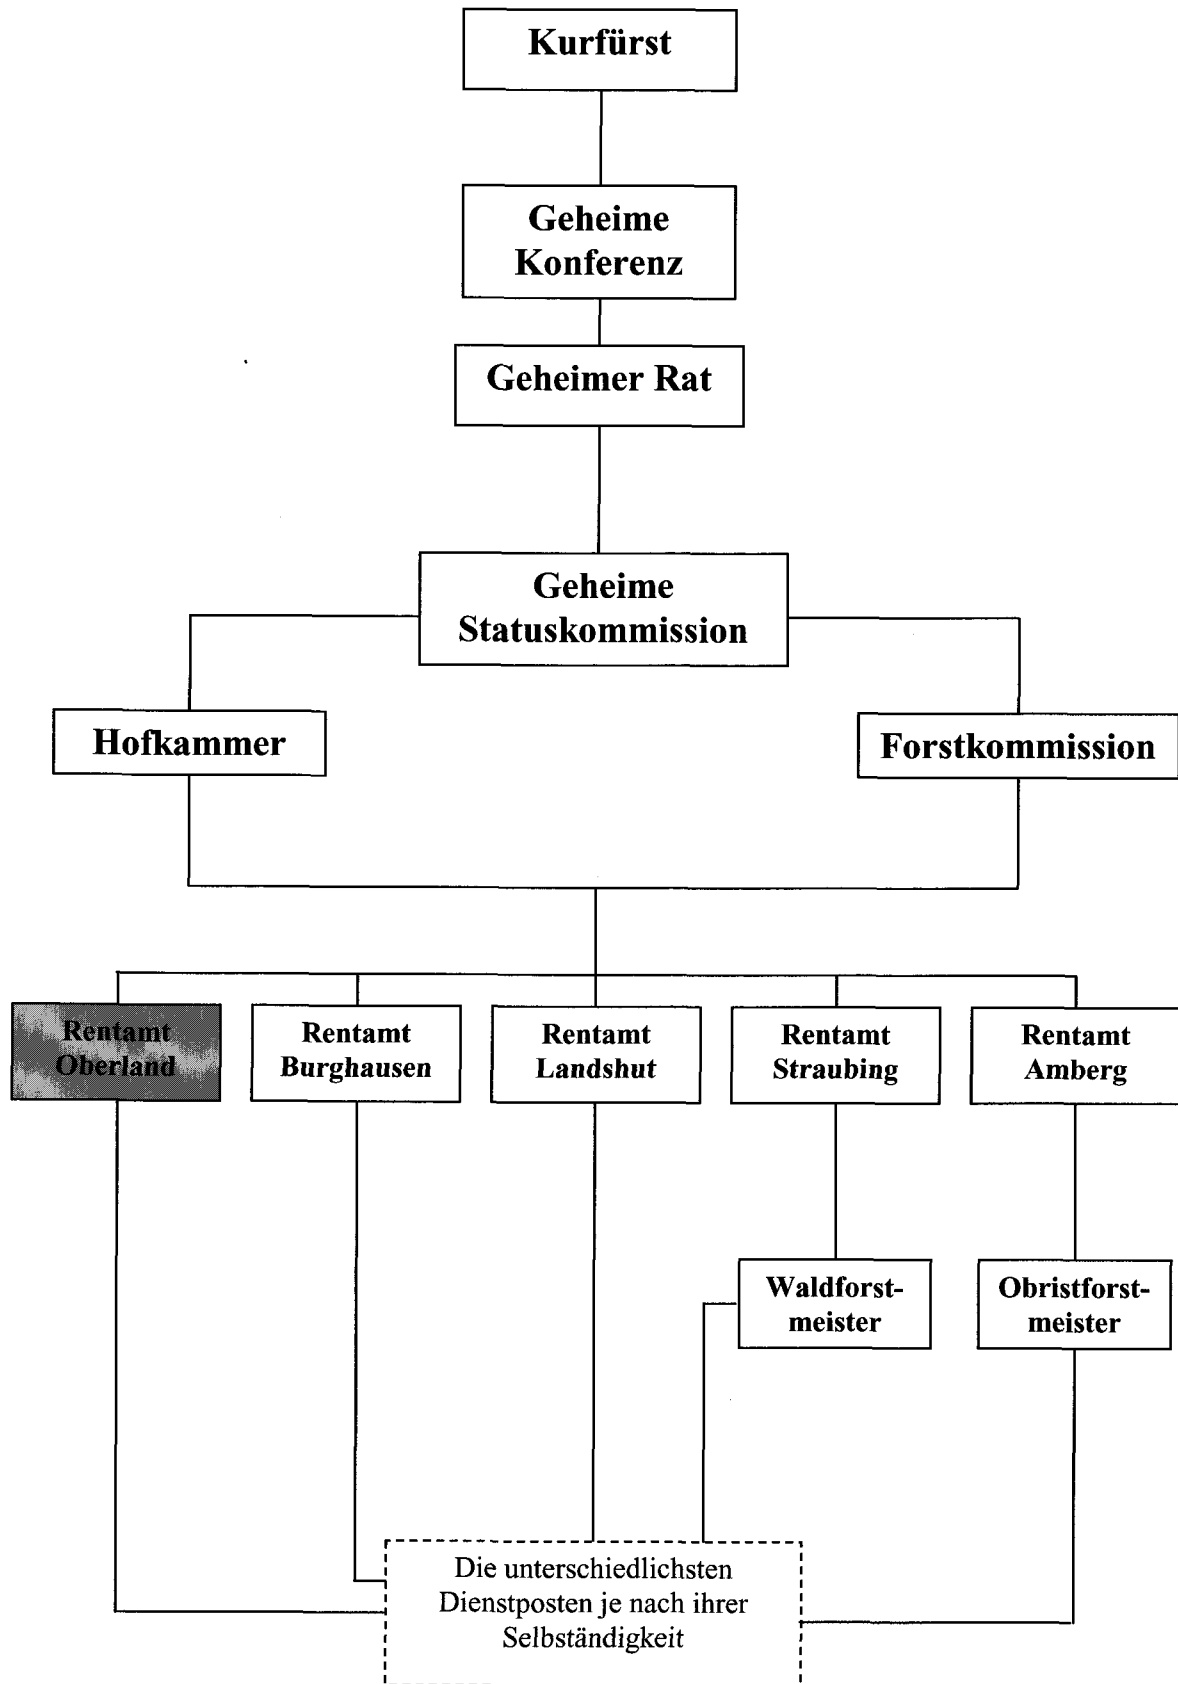 Kurfürst
Geheime
Konferenz
Geheimer Rat
Geheime
Statuskommission
Hofkammer
Forstkommission
Rentamt
Oberland
Rentamt
Burghausen
Rentamt
Landshut
Rentamt
Straubing
Rentamt
Amberg
Waldforst-
meister
Obristforst-
meister
Die unterschiedlichsten
Dienstposten je nach ihrer
Selbständigkeit